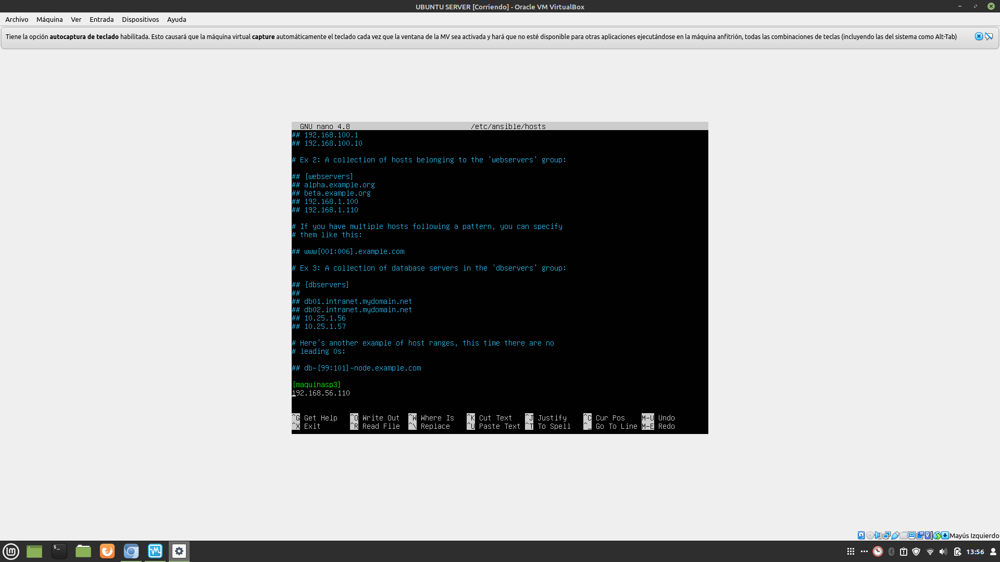 UBUNTU SERVER [Corriendo] - Oracle VM VirtualBox
Archivo Máquina Ver Entrada Dispositivos Ayuda
Tiene la opción autocaptura de teclado habilitada. Esto causará que la máquina virtual capture automáticamente el teclado cada vez que la ventana de la MV sea activada y hará que no esté disponible para otras aplicaciones ejecutándose en la máquina anfitrión, todas las combinaciones de teclas (incluyendo las del sistema como Alt-Tab)
GNU nano 4.8 /etc/ansible/hosts
## 192.168.100.1
## 192.168.100.10
# Ex 2: A collection of hosts belonging to the 'webservers' group:
## [webservers]
## alpha.example.org
## beta.example.org
## 192.168.1.100
## 192.168.1.110
# If you have multiple hosts following a pattern, you can specify
# them like this:
## www[001:006].example.com
# Ex 3: A collection of database servers in the 'dbservers' group:
## [dbservers]
##
## db01.intranet.mydomain.net
## db02.intranet.mydomain.net
## 10.25.1.56
## 10.25.1.57
# Here's another example of host ranges, this time there are no
# leading 0s:
## db-[99:101]-node.example.com
[maquinasp3]
192.168.56.110
^G Get Help ^O Write Out ^W Where Is ^K Cut Text ^J Justify ^C Cur Pos M-U Undo
^X Exit ^R Read File ^\ Replace ^U Paste Text ^T To Spell ^_ Go To Line M-E Redo
Mayús Izquierdo
13:56